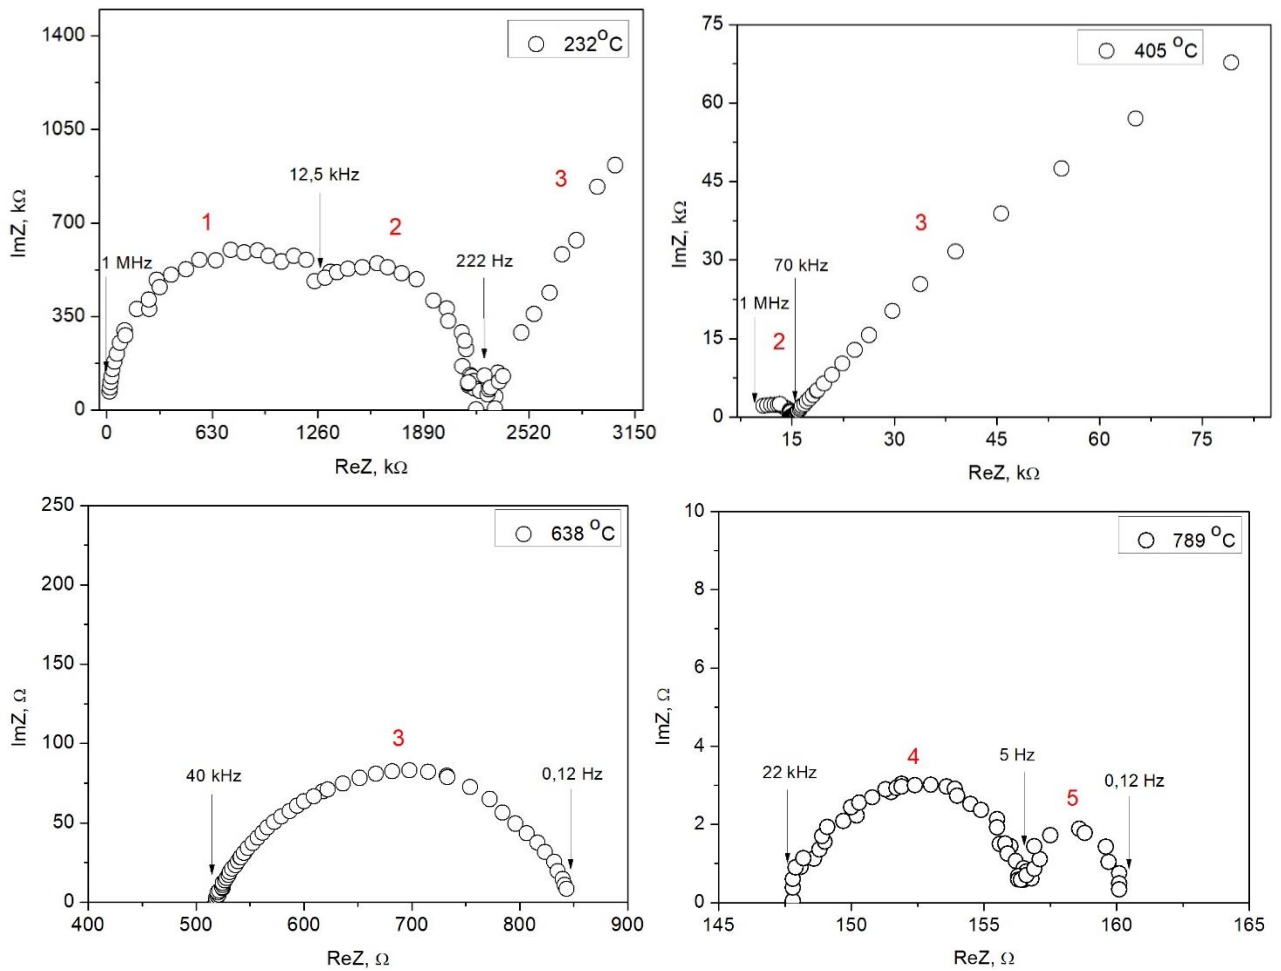 1400
1050
700
350
0
ImZ, kΩ
232°C
1
2
3
1 MHz
12,5 kHz
222 Hz
0 630 1260 1890 2520 3150
ReZ, kΩ
75
60
45
30
15
0
ImZ, kΩ
405 °C
3
70 kHz
1 MHz
2
15 30 45 60 75
ReZ, kΩ
250
200
150
100
50
0
ImZ, Ω
638 °C
3
40 kHz
0,12 Hz
400 500 600 700 800 900
ReZ, Ω
10
8
6
4
2
0
ImZ, Ω
789 °C
4
5 Hz
22 kHz
5
0,12 Hz
145 150 155 160 165
ReZ, Ω